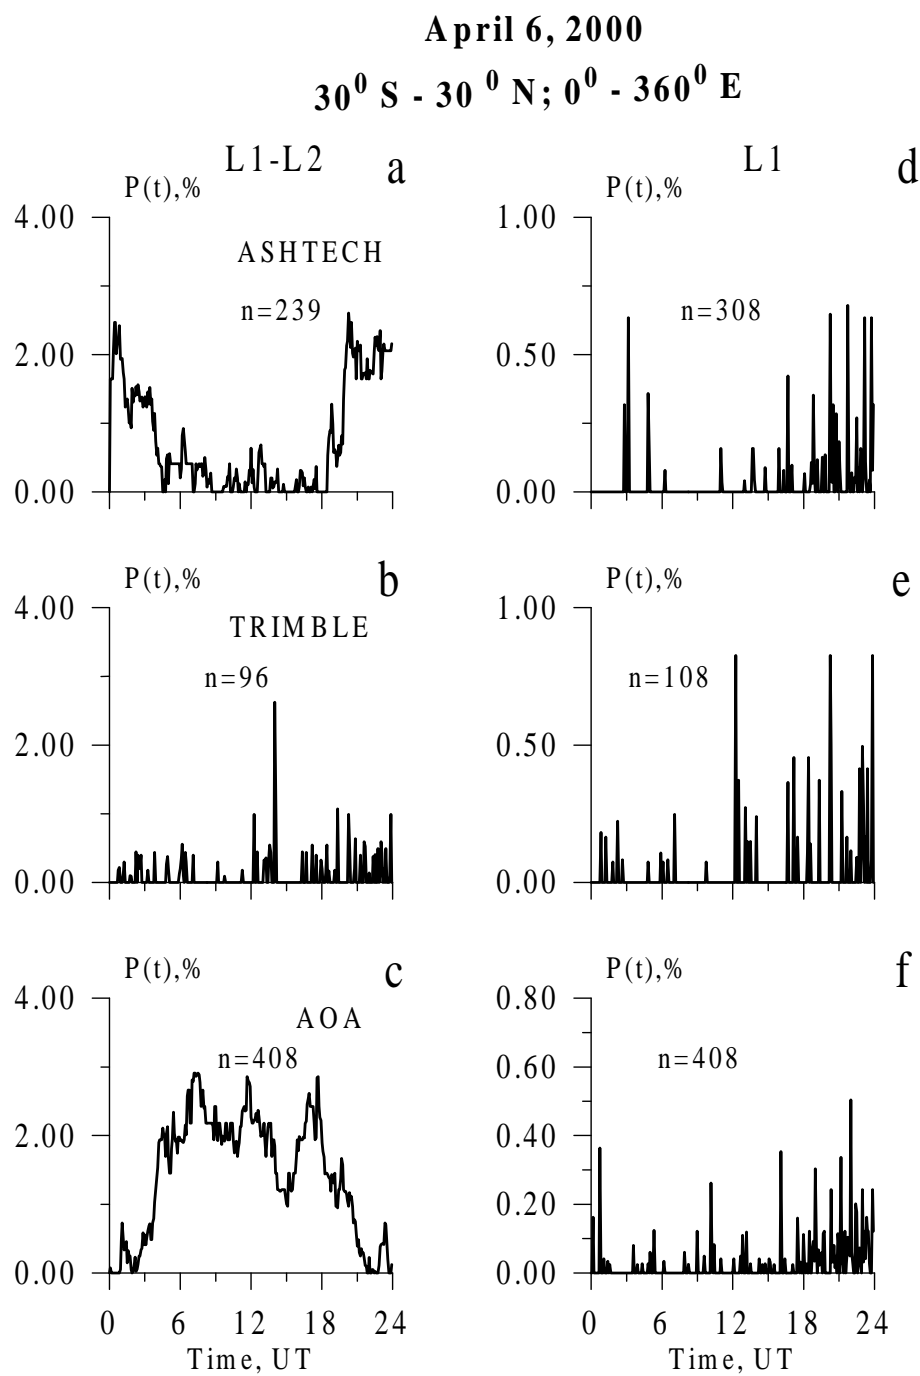 April 6, 2000
30⁰ S - 30 ⁰ N; 0⁰ - 360⁰ E
L1-L2
a
P(t),%
4.00
2.00
0.00
ASHTECH
n=239
L1
d
P(t),%
1.00
0.50
0.00
n=308
b
P(t),%
4.00
2.00
0.00
TRIMBLE
n=96
e
P(t),%
1.00
0.50
0.00
n=108
c
P(t),%
4.00
2.00
0.00
AOA
n=408
0 6 12 18 24
Time, UT
f
P(t),%
0.80
0.60
0.40
0.20
0.00
n=408
0 6 12 18 24
Time, UT